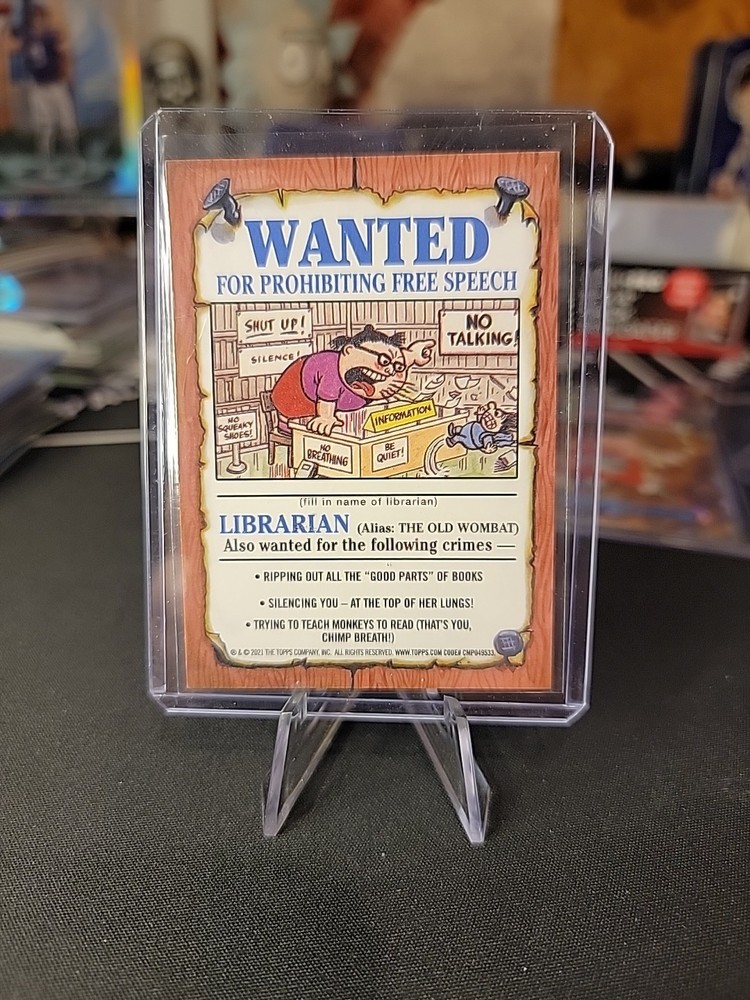 WANTED
FOR PROHIBITING FREE SPEECH
SHUT UP!
SILENCE!
NO
TALKING!
NO
SQUEAKY
SHOES!
INFORMATION
NO
BREATHING
BE
QUIET!
(fill in name of librarian)
LIBRARIAN (Alias: THE OLD WOMBAT)
Also wanted for the following crimes —
• RIPPING OUT ALL THE "GOOD PARTS" OF BOOKS
• SILENCING YOU – AT THE TOP OF HER LUNGS!
• TRYING TO TEACH MONKEYS TO READ (THAT'S YOU,
CHIMP BREATH!)
® & © 2021 THE TOPPS COMPANY, INC. ALL RIGHTS RESERVED. WWW.TOPPS.COM CODE# CMP049533